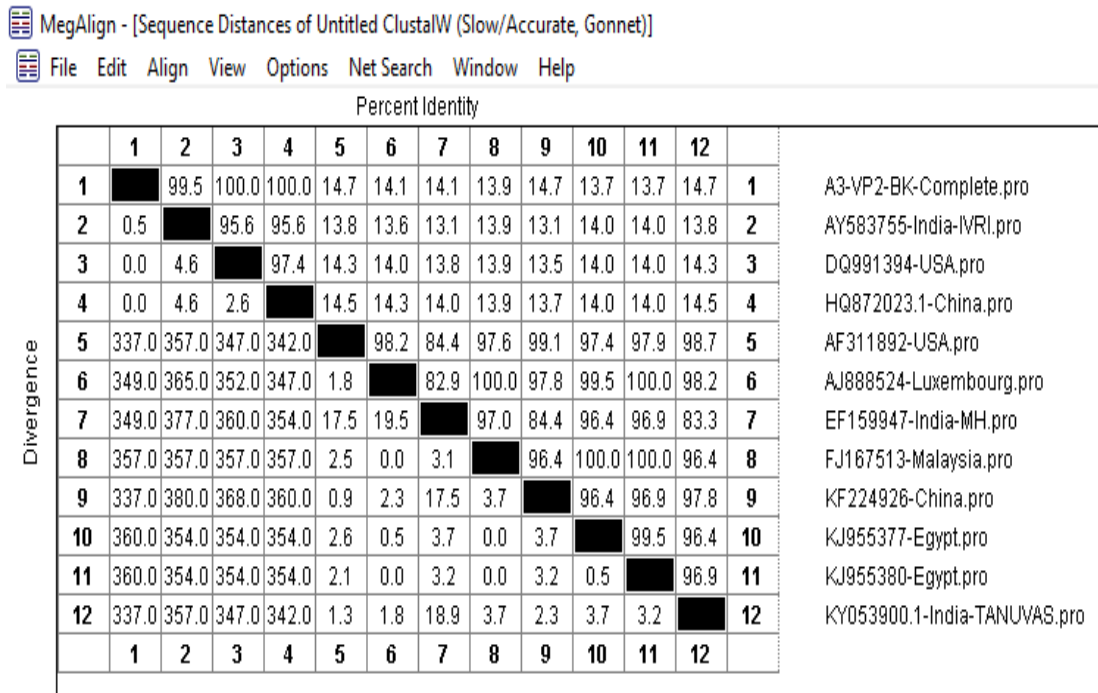 MegAlign - [Sequence Distances of Untitled ClustalW (Slow/Accurate, Gonnet)]
File Edit Align View Options Net Search Window Help
Percent Identity
1 2 3 4 5 6 7 8 9 10 11 12
1 99.5 100.0 100.0 14.7 14.1 14.1 13.9 14.7 13.7 13.7 14.7 1 A3-VP2-BK-Complete.pro
2 0.5 95.6 95.6 13.8 13.6 13.1 13.9 13.1 14.0 14.0 13.8 2 AY583755-India-IVRI.pro
3 0.0 4.6 97.4 14.3 14.0 13.8 13.9 13.5 14.0 14.0 14.3 3 DQ991394-USA.pro
4 0.0 4.6 2.6 14.5 14.3 14.0 13.9 13.7 14.0 14.0 14.5 4 HQ872023.1-China.pro
5 337.0 357.0 347.0 342.0 98.2 84.4 97.6 99.1 97.4 97.9 98.7 5 AF311892-USA.pro
6 349.0 365.0 352.0 347.0 1.8 82.9 100.0 97.8 99.5 100.0 98.2 6 AJ888524-Luxembourg.pro
7 349.0 377.0 360.0 354.0 17.5 19.5 97.0 84.4 96.4 96.9 83.3 7 EF159947-India-MH.pro
8 357.0 357.0 357.0 357.0 2.5 0.0 3.1 96.4 100.0 100.0 96.4 8 FJ167513-Malaysia.pro
9 337.0 380.0 368.0 360.0 0.9 2.3 17.5 3.7 96.4 96.9 97.8 9 KF224926-China.pro
10 360.0 354.0 354.0 354.0 2.6 0.5 3.7 0.0 3.7 99.5 96.4 10 KJ955377-Egypt.pro
11 360.0 354.0 354.0 354.0 2.1 0.0 3.2 0.0 3.2 0.5 96.9 11 KJ955380-Egypt.pro
12 337.0 357.0 347.0 342.0 1.3 1.8 18.9 3.7 2.3 3.7 3.2 12 KY053900.1-India-TANUVAS.pro
1 2 3 4 5 6 7 8 9 10 11 12
Divergence